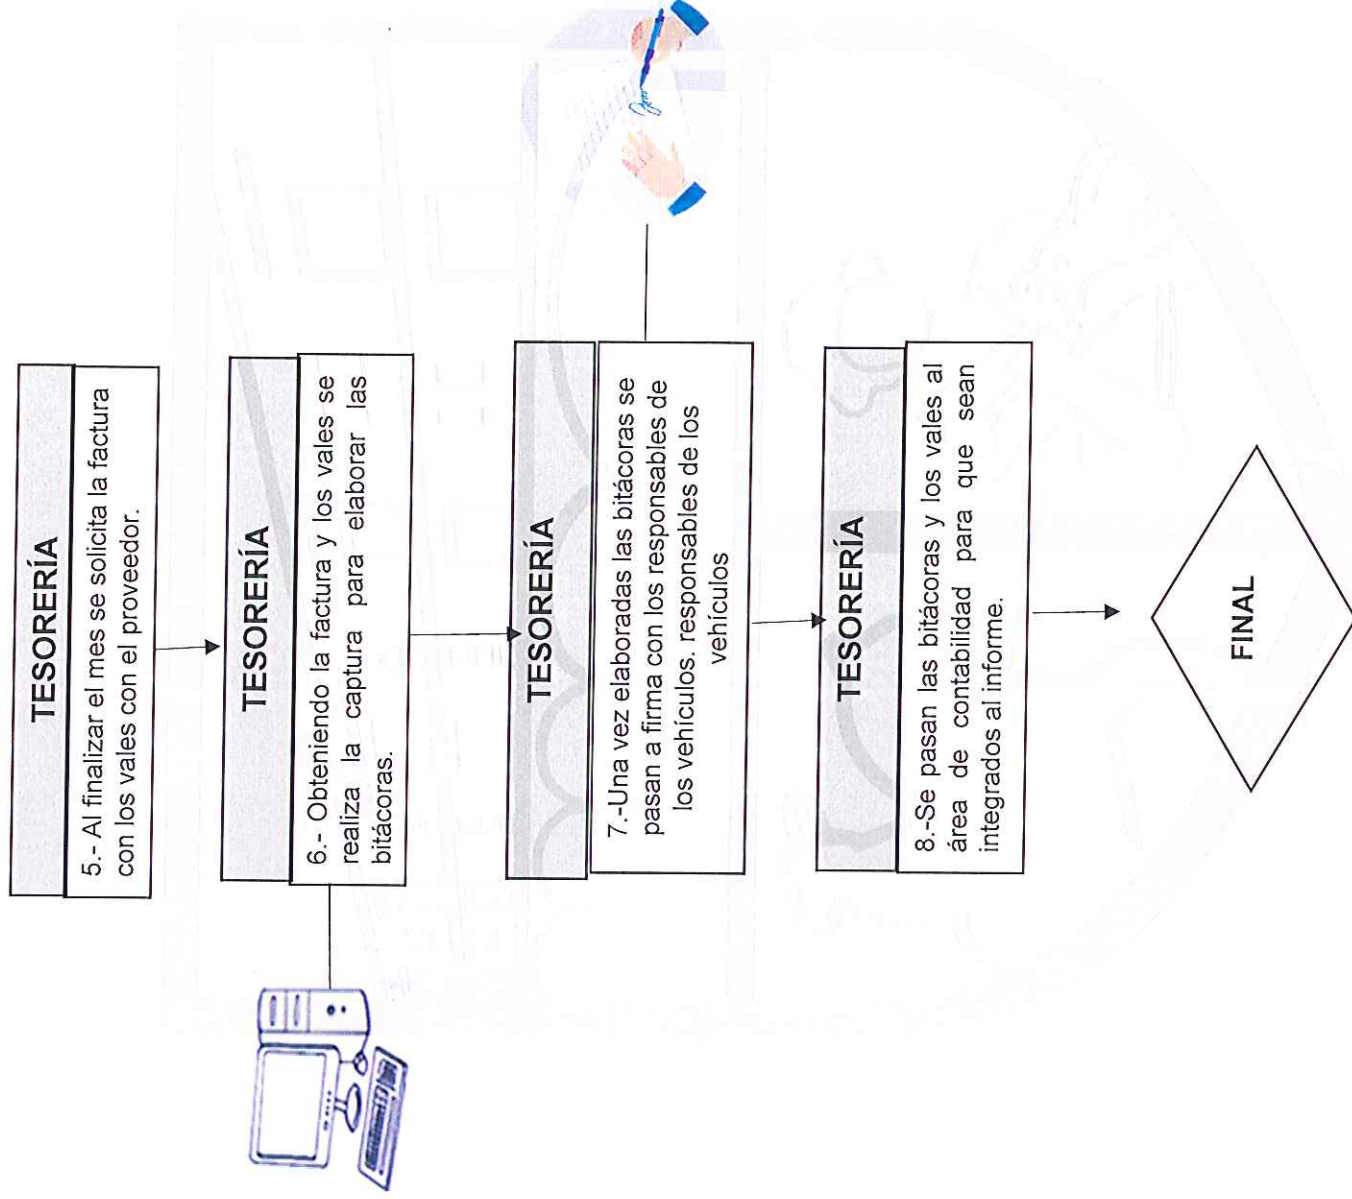 TESORERÍA
5.- Al finalizar el mes se solicita la factura
con los vales con el proveedor.
TESORERÍA
6.- Obteniendo la factura y los vales se
realiza la captura para elaborar las
bitácoras.
TESORERÍA
7.-Una vez elaboradas las bitácoras se
pasan a firma con los responsables de
los vehículos. responsables de los
vehículos
TESORERÍA
8.-Se pasan las bitácoras y los vales al
área de contabilidad para que sean
integrados al informe.
FINAL